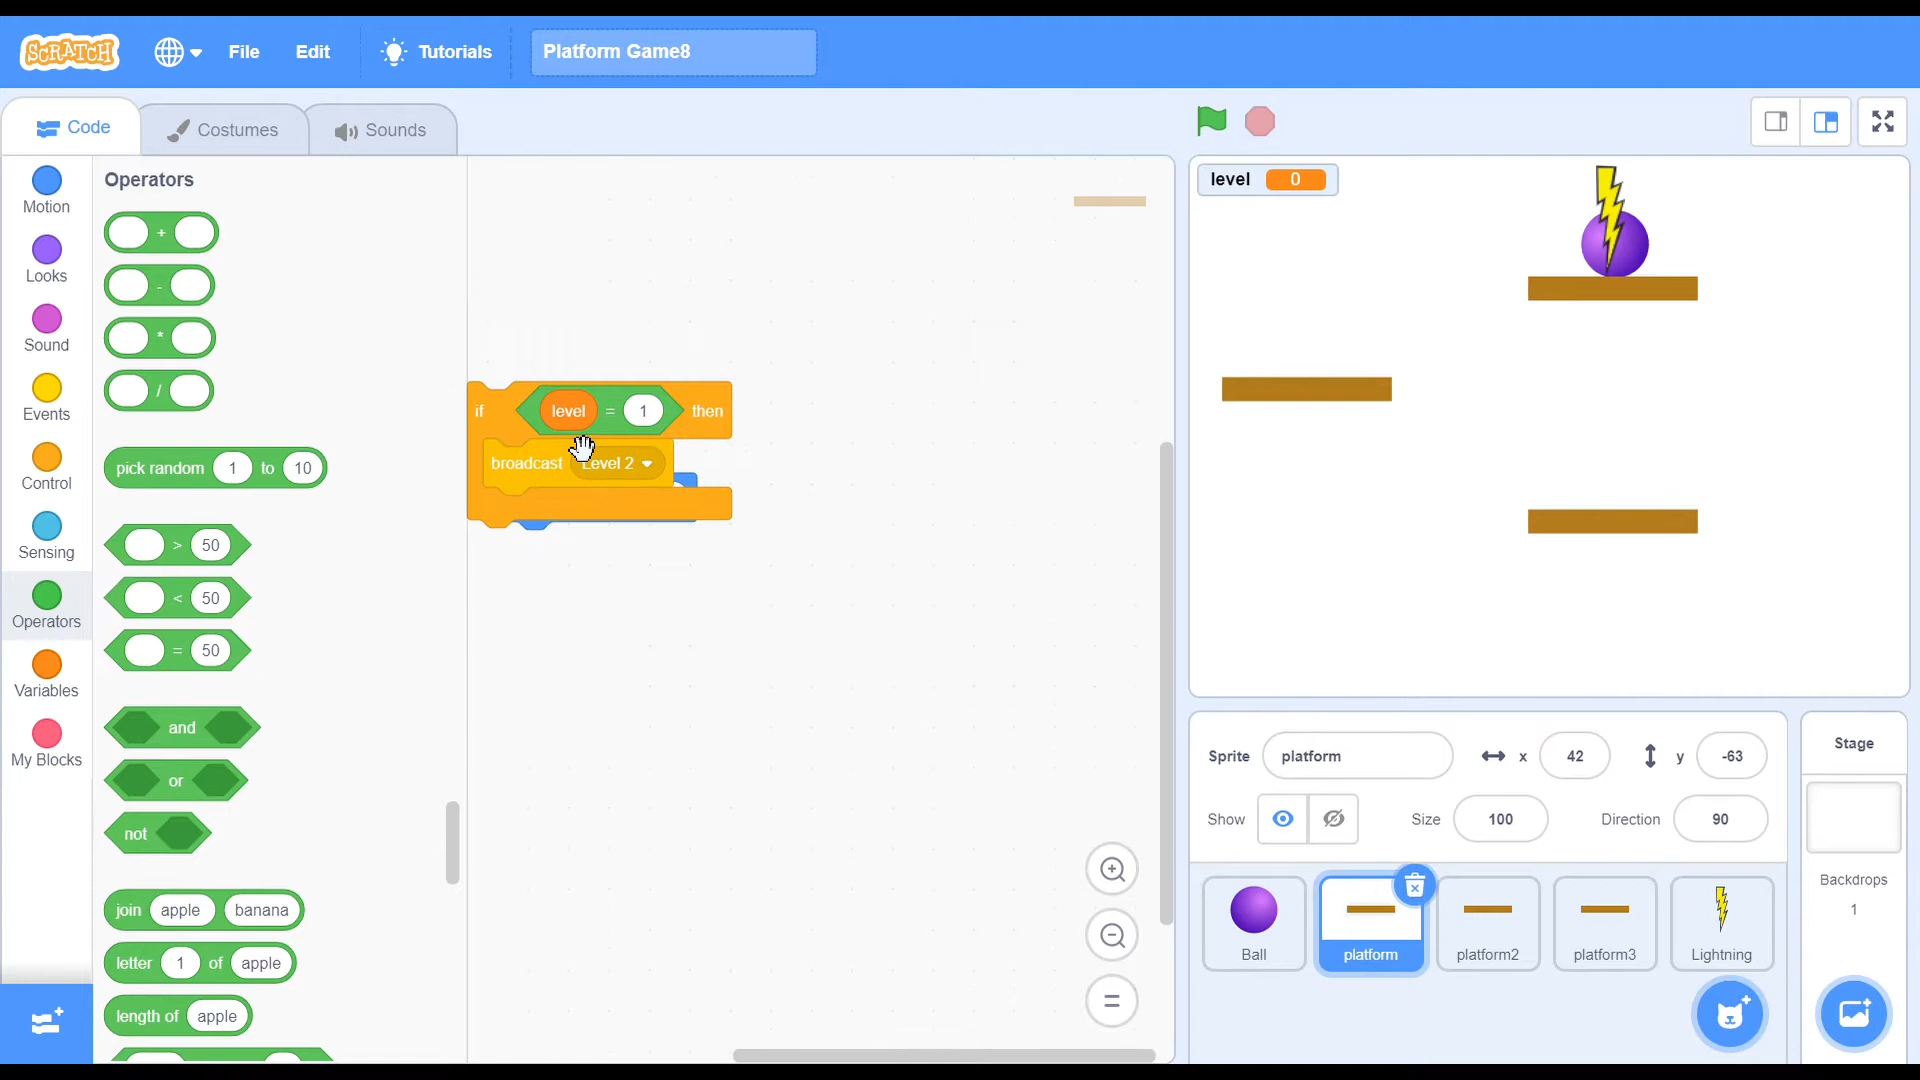 SCRATCH File Edit Tutorials Platform Game8
Code Costumes Sounds
Motion
Looks
Sound
Events
Control
Sensing
Operators
Variables
My Blocks
Operators
+
-
*
/
pick random 1 to 10
> 50
< 50
= 50
and
or
not
join apple banana
letter 1 of apple
length of apple
if level = 1 then
broadcast Level 2
level 0
Sprite platform x 42 y -63
Show Size 100 Direction 90
Ball platform platform2 platform3 Lightning
Stage
Backdrops
1